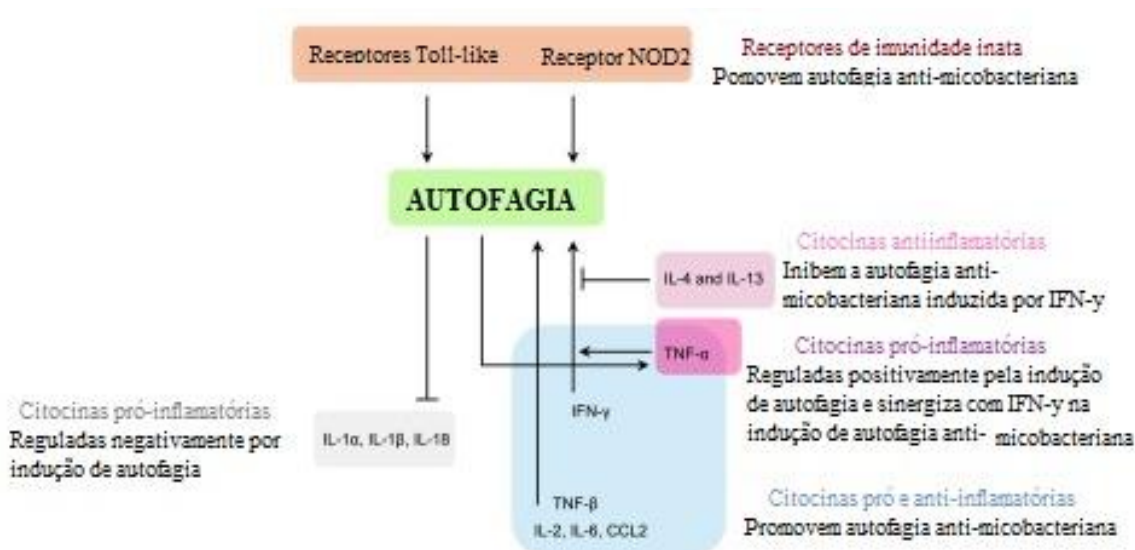 Receptores Toll-like
Receptor NOD2
Receptores de imunidade inata
Pomovem autofagia anti-micobacteriana
AUTOFAGIA
Citocinas antiinflamatórias
IL-4 and IL-13
Inibem a autofagia anti-
micobacteriana induzida por IFN-y
TNF-α
Citocinas pró-inflamatórias
Reguladas positivamente pela indução
de autofagia e sinergiza com IFN-y na
indução de autofagia anti- micobacteriana
IFN-γ
Citocinas pró-inflamatórias
Reguladas negativamente por
indução de autofagia
IL-1α, IL-1β, IL-18
TNF-β
IL-2, IL-6, CCL2
Citocinas pró e anti-inflamatórias
Promovem autofagia anti-micobacteriana